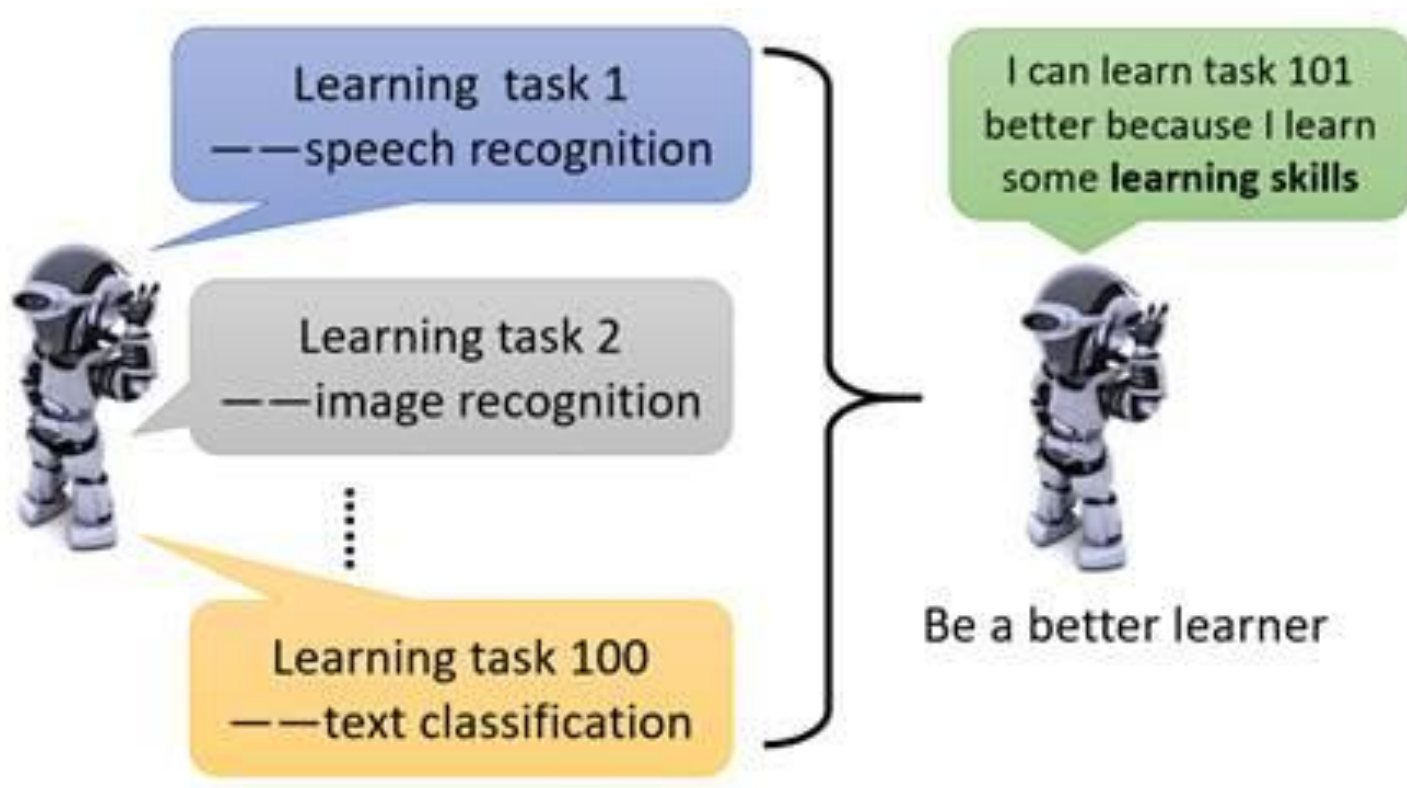 Learning task 1
——speech recognition
Learning task 2
——image recognition
Learning task 100
——text classification
I can learn task 101
better because I learn
some learning skills
Be a better learner